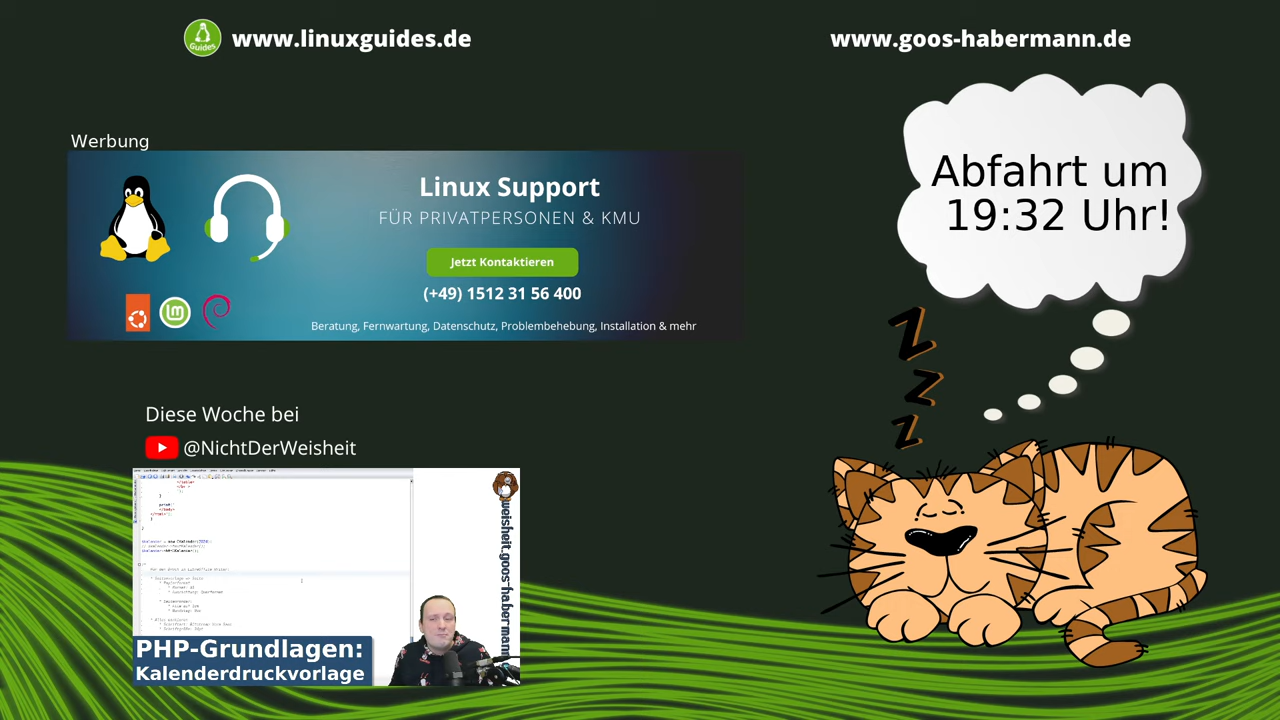 Guides
www.linuxguides.de
www.goos-habermann.de
Werbung
Linux Support
FÜR PRIVATPERSONEN & KMU
Jetzt Kontaktieren
(+49) 1512 31 56 400
Beratung, Fernwartung, Datenschutz, Problembehebung, Installation & mehr
lm
Abfahrt um
19:32 Uhr!
Z
Z
Z
Diese Woche bei
@NichtDerWeisheit
weisheit.goos-habermann
PHP-Grundlagen:
Kalenderdruckvorlage